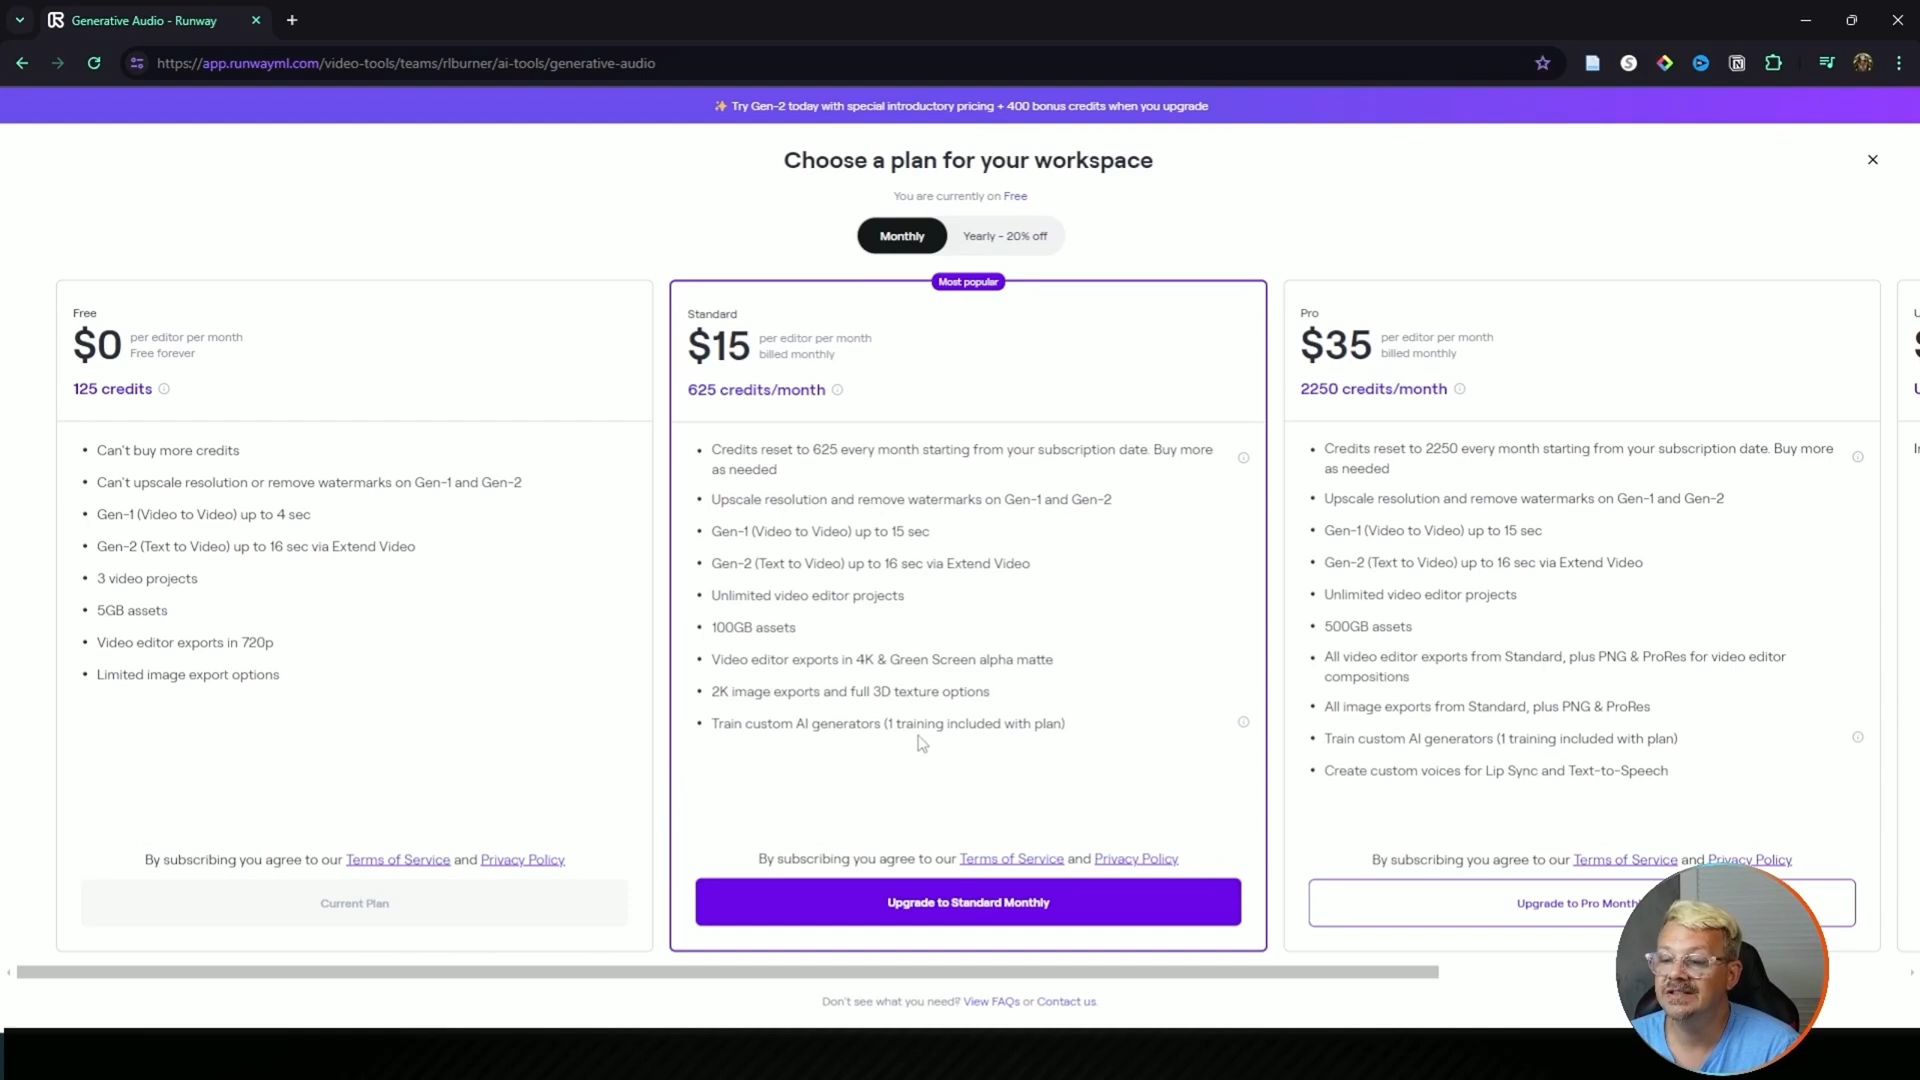 Generative Audio - Runway
https://app.runwayml.com/video-tools/teams/rlburner/ai-tools/generative-audio
✨ Try Gen-2 today with special introductory pricing + 400 bonus credits when you upgrade
Choose a plan for your workspace
You are currently on Free
Monthly
Yearly - 20% off
Free
$0 per editor per month
Free forever
125 credits
• Can't buy more credits
• Can't upscale resolution or remove watermarks on Gen-1 and Gen-2
• Gen-1 (Video to Video) up to 4 sec
• Gen-2 (Text to Video) up to 16 sec via Extend Video
• 3 video projects
• 5GB assets
• Video editor exports in 720p
• Limited image export options
By subscribing you agree to our Terms of Service and Privacy Policy
Current Plan
Most popular
Standard
$15 per editor per month
billed monthly
625 credits/month
• Credits reset to 625 every month starting from your subscription date. Buy more
as needed
• Upscale resolution and remove watermarks on Gen-1 and Gen-2
• Gen-1 (Video to Video) up to 15 sec
• Gen-2 (Text to Video) up to 16 sec via Extend Video
• Unlimited video editor projects
• 100GB assets
• Video editor exports in 4K & Green Screen alpha matte
• 2K image exports and full 3D texture options
• Train custom AI generators (1 training included with plan)
By subscribing you agree to our Terms of Service and Privacy Policy
Upgrade to Standard Monthly
Pro
$35 per editor per month
billed monthly
2250 credits/month
• Credits reset to 2250 every month starting from your subscription date. Buy more
as needed
• Upscale resolution and remove watermarks on Gen-1 and Gen-2
• Gen-1 (Video to Video) up to 15 sec
• Gen-2 (Text to Video) up to 16 sec via Extend Video
• Unlimited video editor projects
• 500GB assets
• All video editor exports from Standard, plus PNG & ProRes for video editor
compositions
• All image exports from Standard, plus PNG & ProRes
• Train custom AI generators (1 training included with plan)
• Create custom voices for Lip Sync and Text-to-Speech
By subscribing you agree to our Terms of Service and Privacy Policy
Upgrade to Pro Month
Don't see what you need? View FAQs or Contact us.